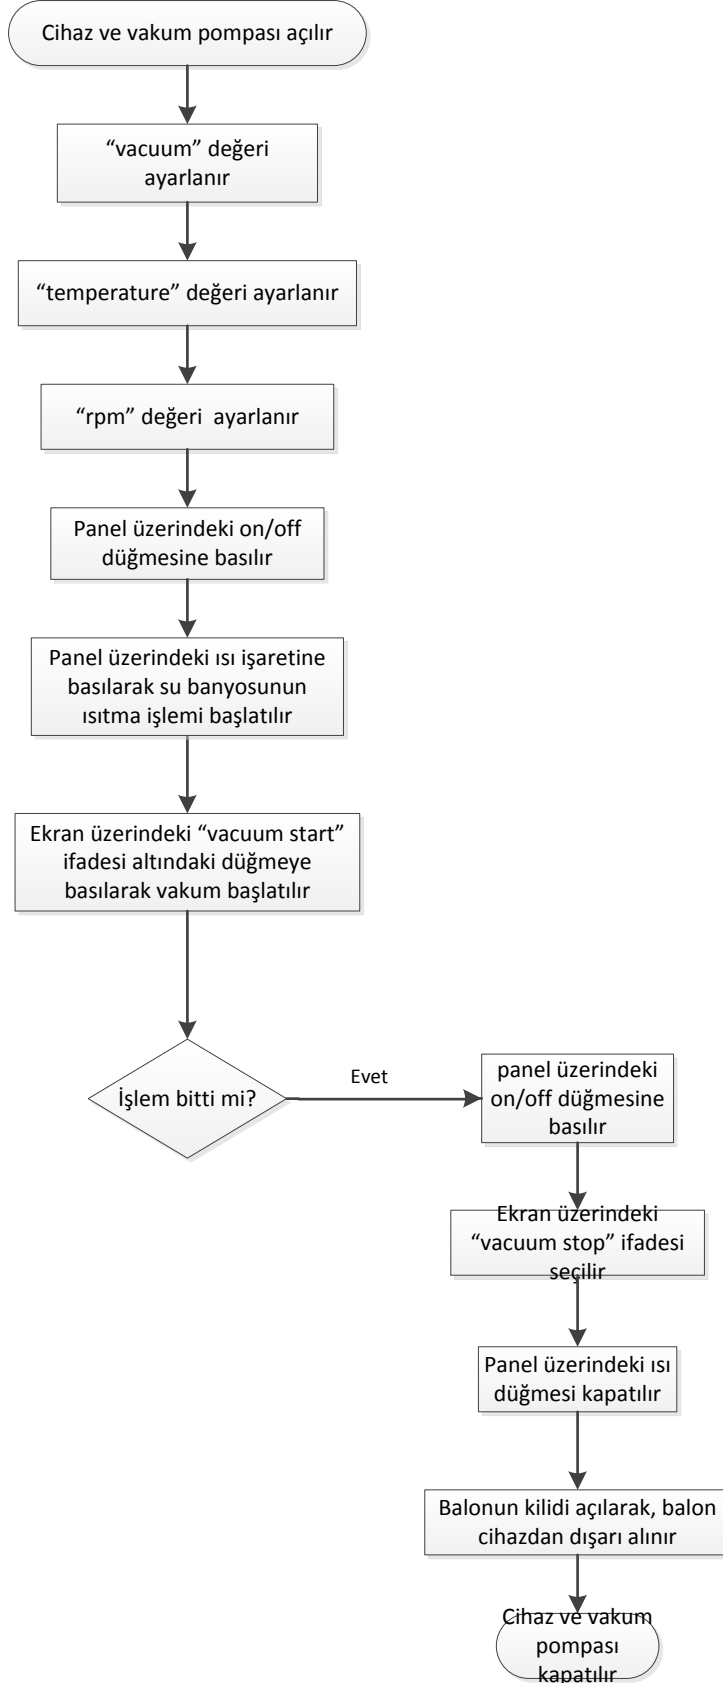 Cihaz ve vakum pompası açılır
“vacuum” değeri
ayarlanır
“temperature” değeri ayarlanır
“rpm” değeri  ayarlanır
Panel üzerindeki on/off
düğmesine basılır
Panel üzerindeki ısı işaretine
basılarak su banyosunun
ısıtma işlemi başlatılır
Ekran üzerindeki “vacuum start”
ifadesi altındaki düğmeye
basılarak vakum başlatılır
İşlem bitti mi?
Evet
panel üzerindeki
on/off düğmesine
basılır
Ekran üzerindeki
“vacuum stop” ifadesi
seçilir
Panel üzerindeki ısı
düğmesi kapatılır
Balonun kilidi açılarak, balon
cihazdan dışarı alınır
Cihaz ve vakum
pompası
kapatılır